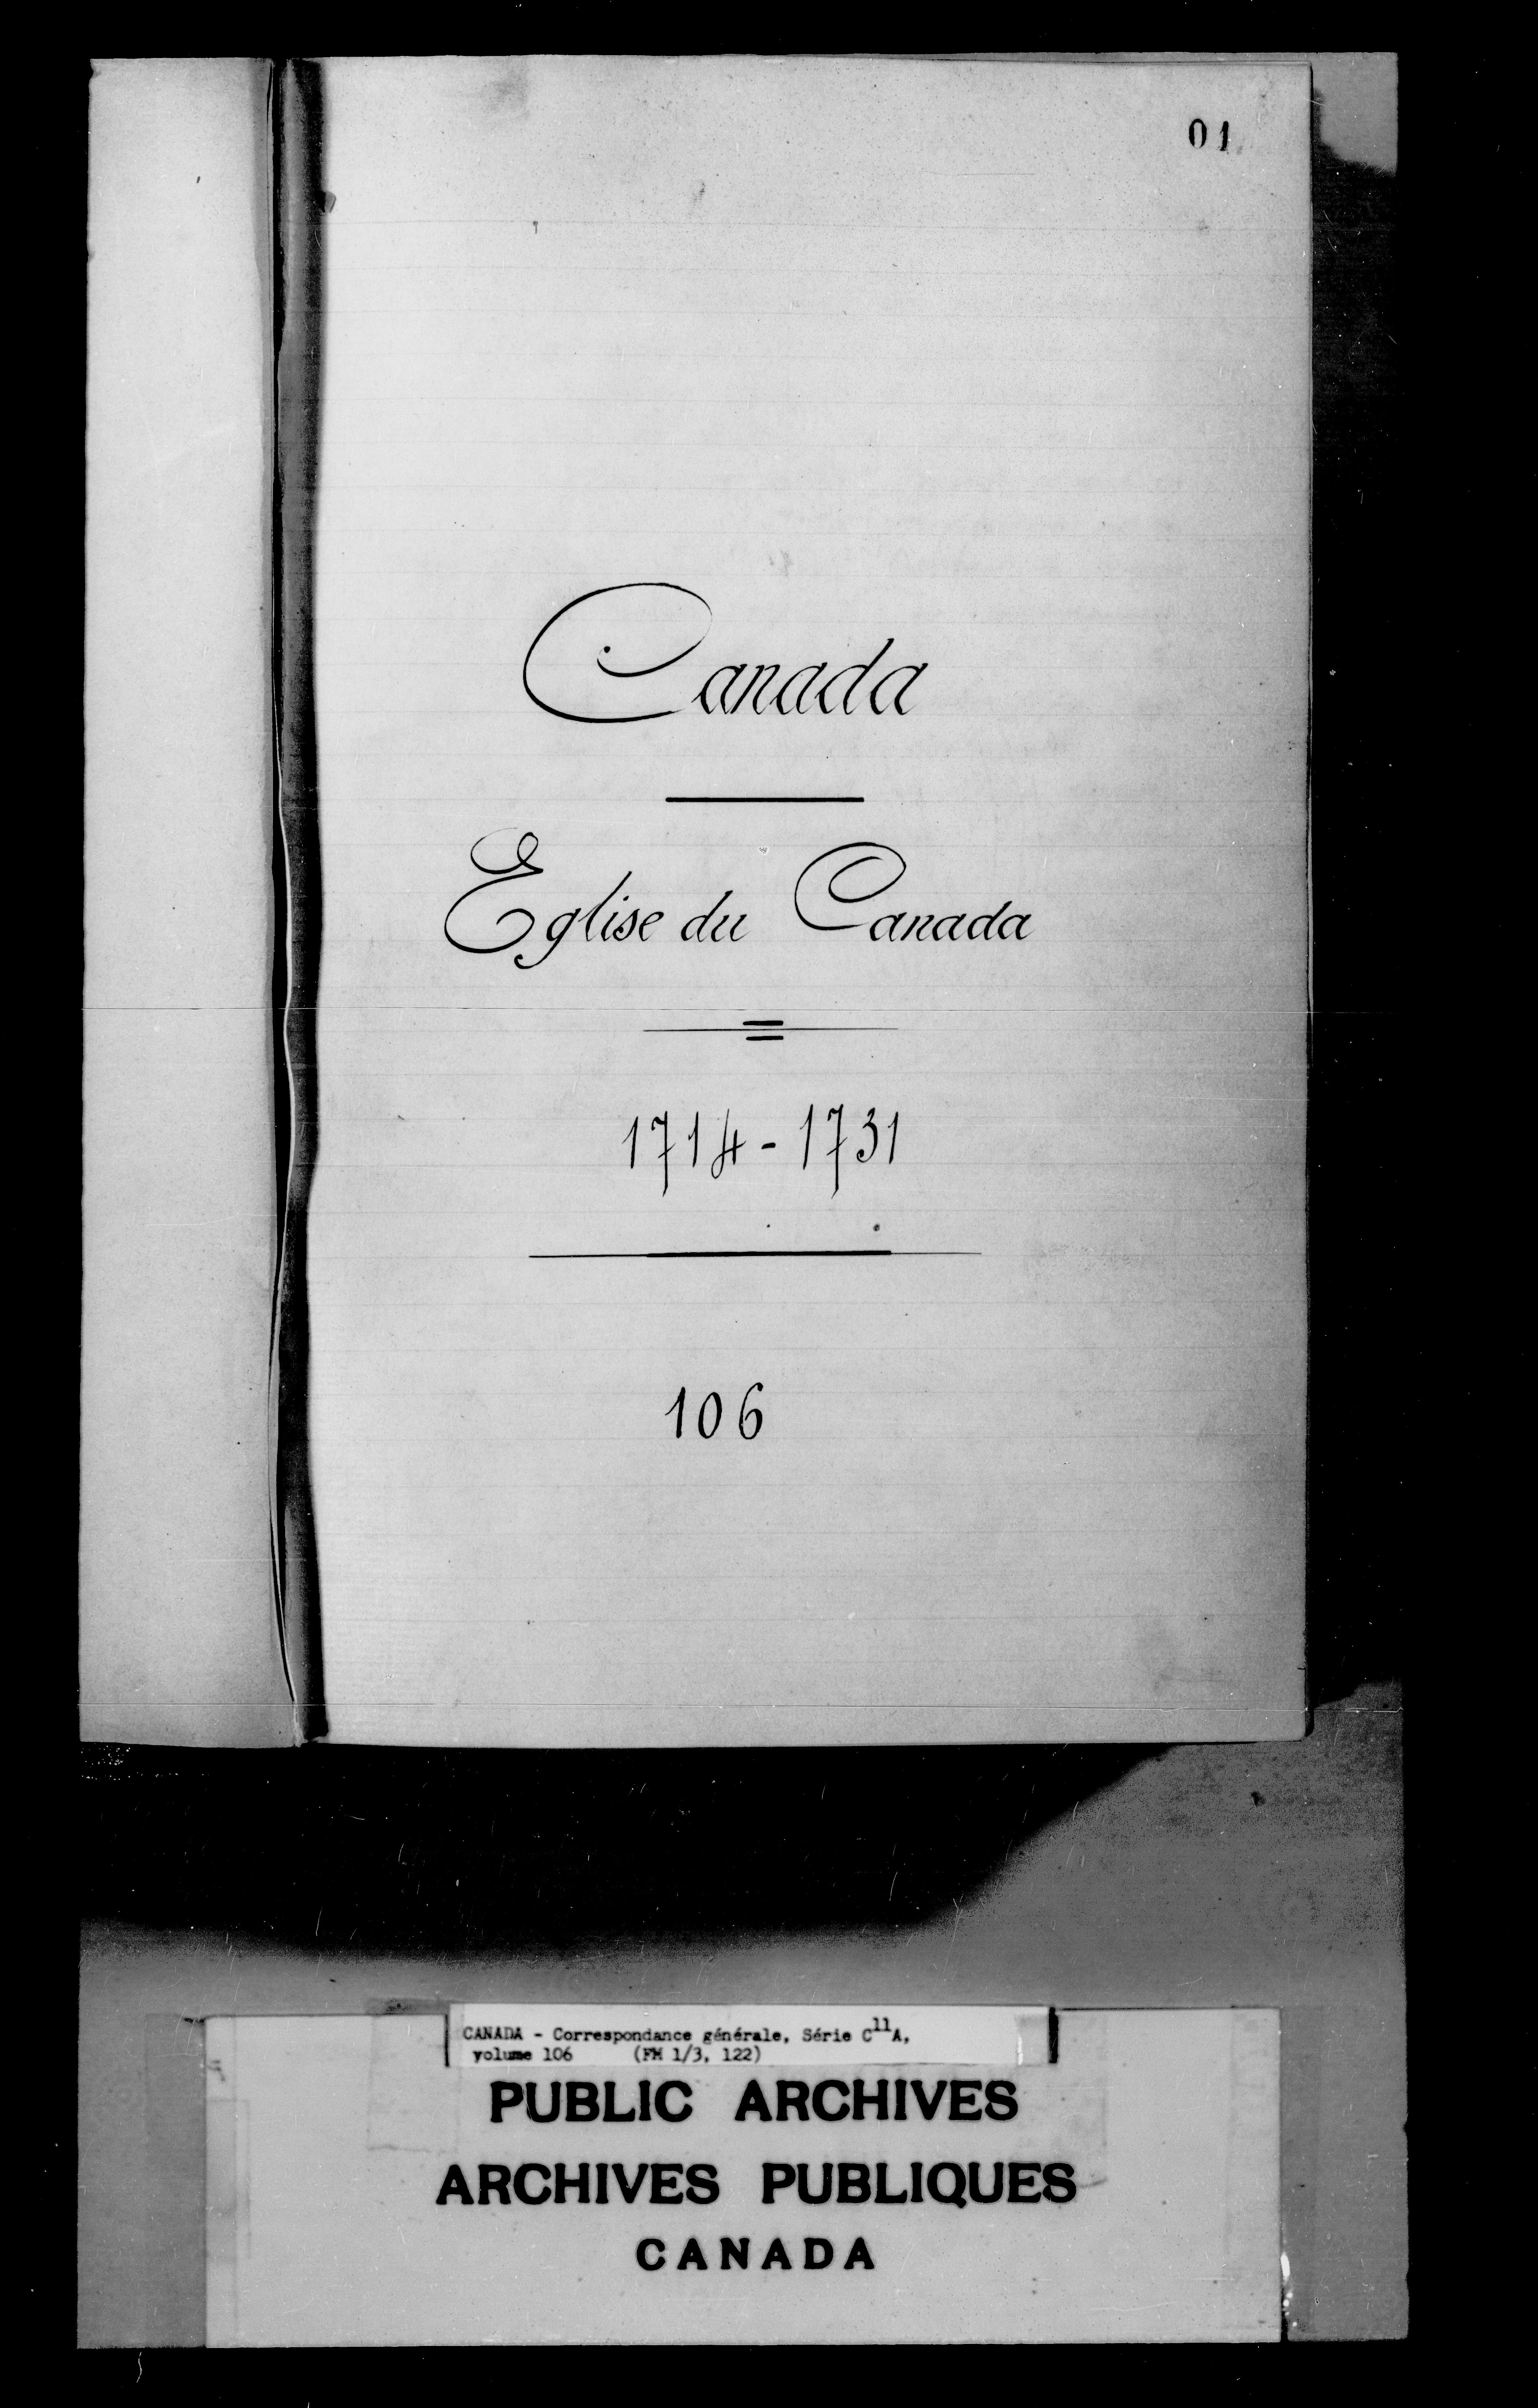 01
Canada
Eglise du Canada
1714 - 1731
106
CANADA - Correspondance générale, Série C11A,
volume 106 (FM 1/3, 122)
PUBLIC ARCHIVES
ARCHIVES PUBLIQUES
CANADA